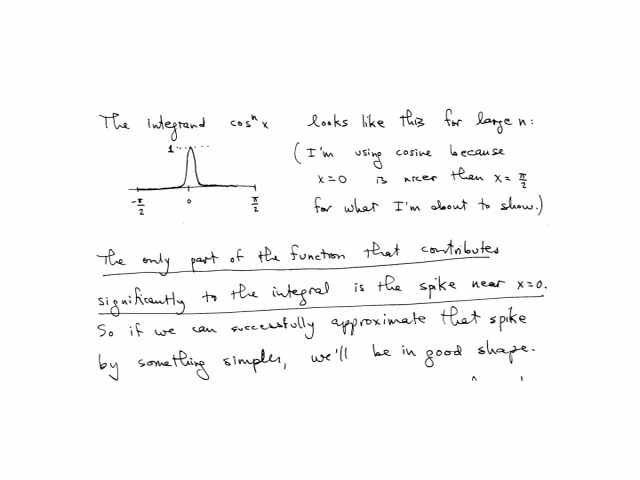 The integrand cosⁿx looks like this for large n:
1
-π/2 0 π/2
(I'm using cosine because
x=0 is nicer than x = π/2
for what I'm about to show.)
The only part of the function that contributes
significantly to the integral is the spike near x=0.
So if we can successfully approximate that spike
by something simpler, we'll be in good shape.